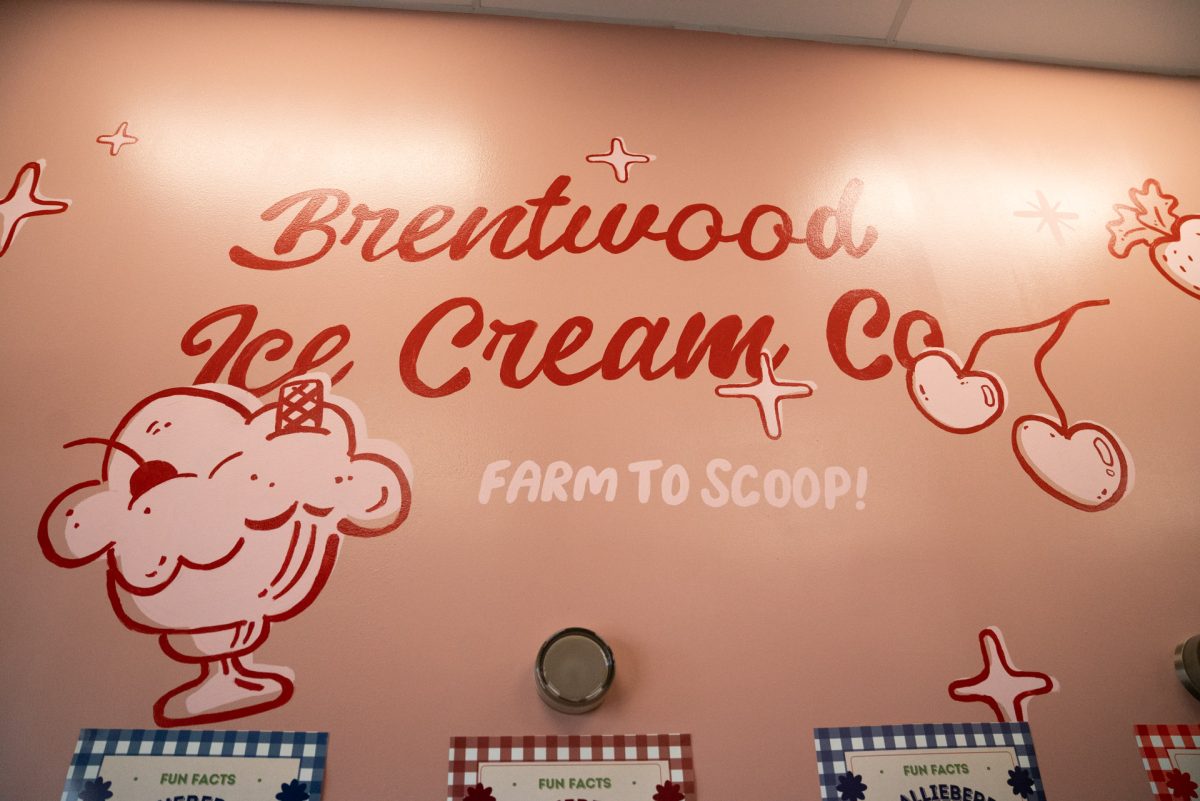 Brentwood
Ice Cream Co
FARM TO SCOOP!
FUN FACTS
FUN FACTS
FUN FACTS